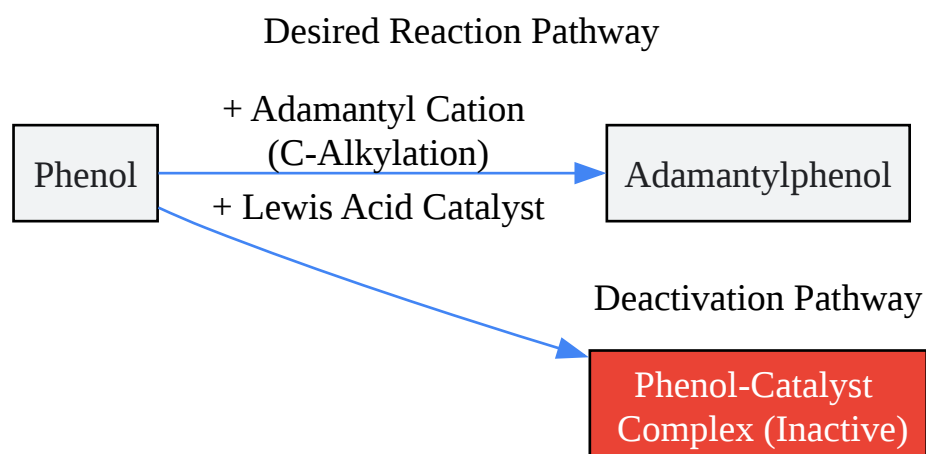 Desired Reaction Pathway
+ Adamantyl Cation
(C-Alkylation)
Phenol
Adamantylphenol
+ Lewis Acid Catalyst
Deactivation Pathway
Phenol-Catalyst
Complex (Inactive)